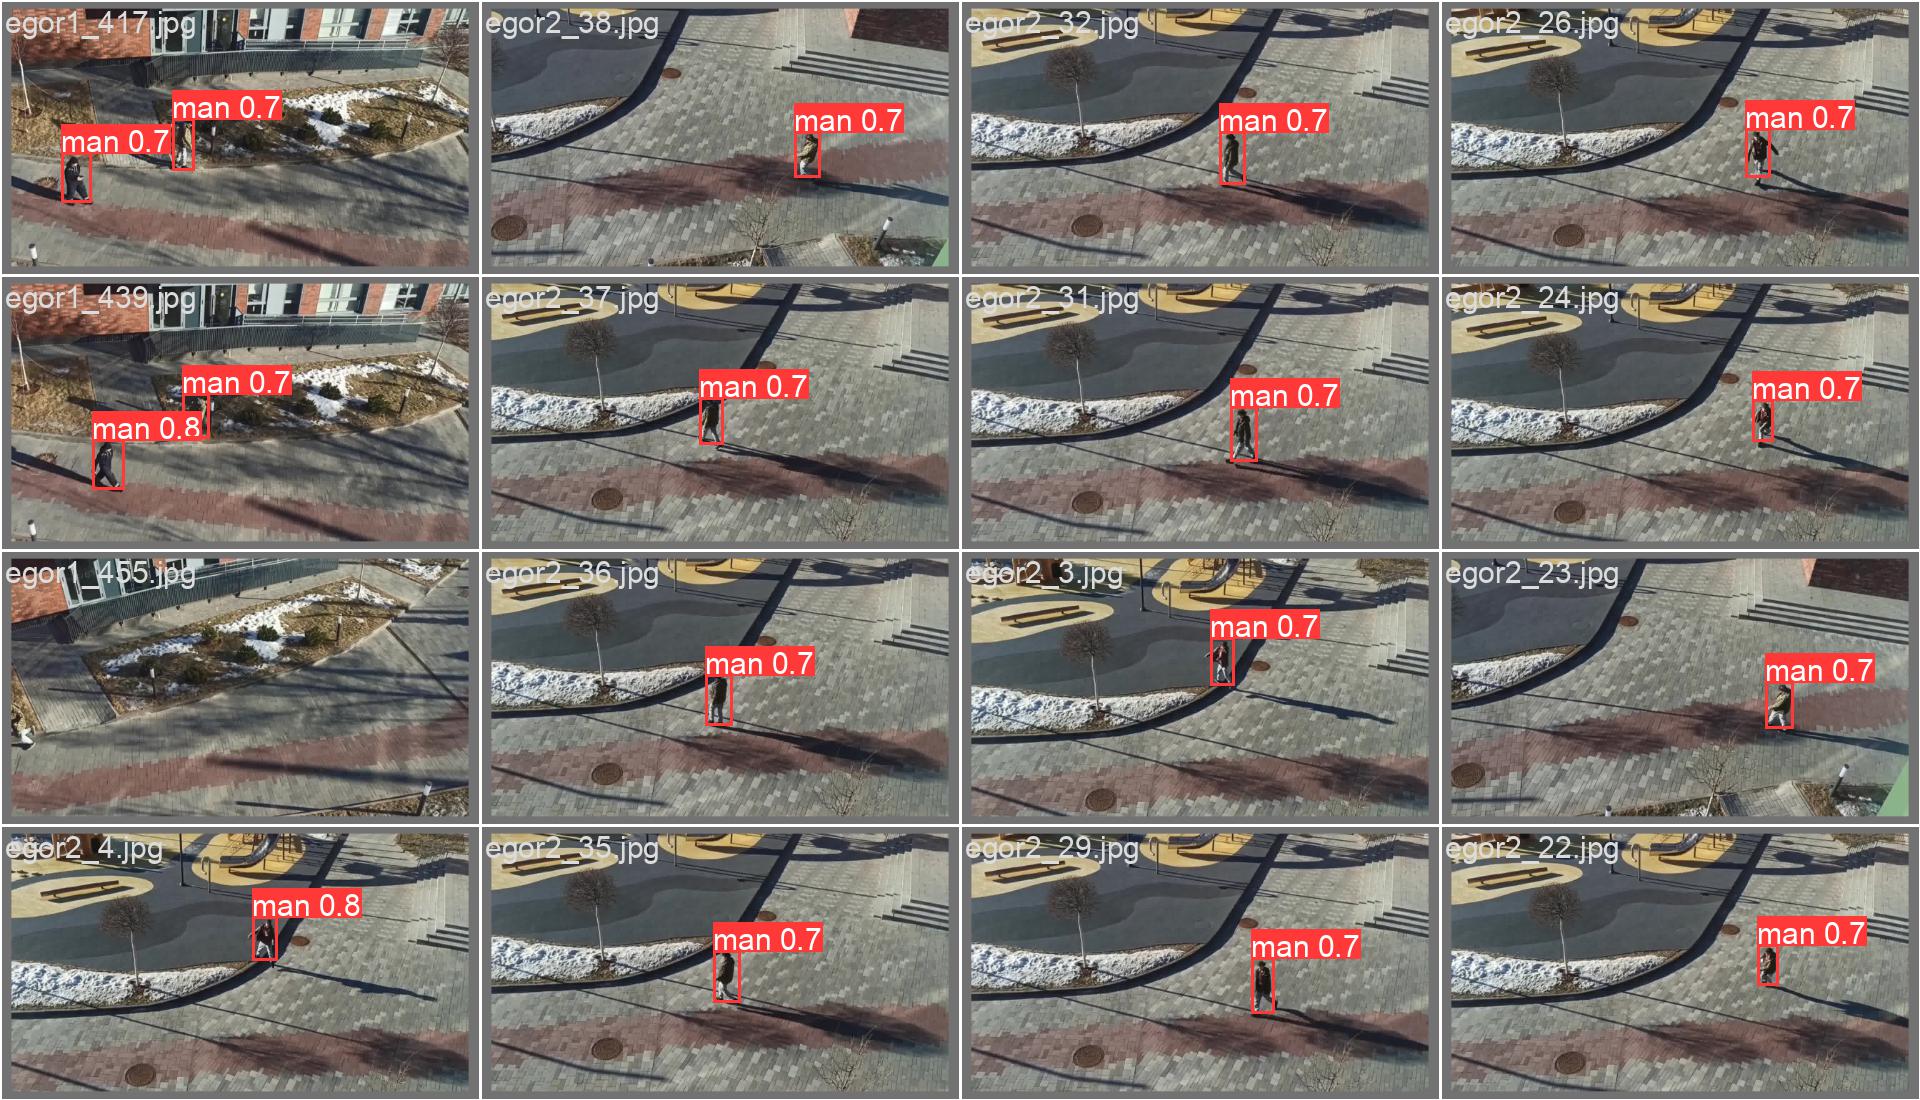 egor1_417.jpg
man 0.7
man 0.7
egor2_38.jpg
man 0.7
egor2_32.jpg
man 0.7
egor2_26.jpg
man 0.7
egor1_439.jpg
man 0.7
man 0.8
egor2_37.jpg
man 0.7
egor2_31.jpg
man 0.7
egor2_24.jpg
man 0.7
egor1_455.jpg
egor2_36.jpg
man 0.7
egor2_3.jpg
man 0.7
egor2_23.jpg
man 0.7
egor2_4.jpg
man 0.8
egor2_35.jpg
man 0.7
egor2_29.jpg
man 0.7
egor2_22.jpg
man 0.7